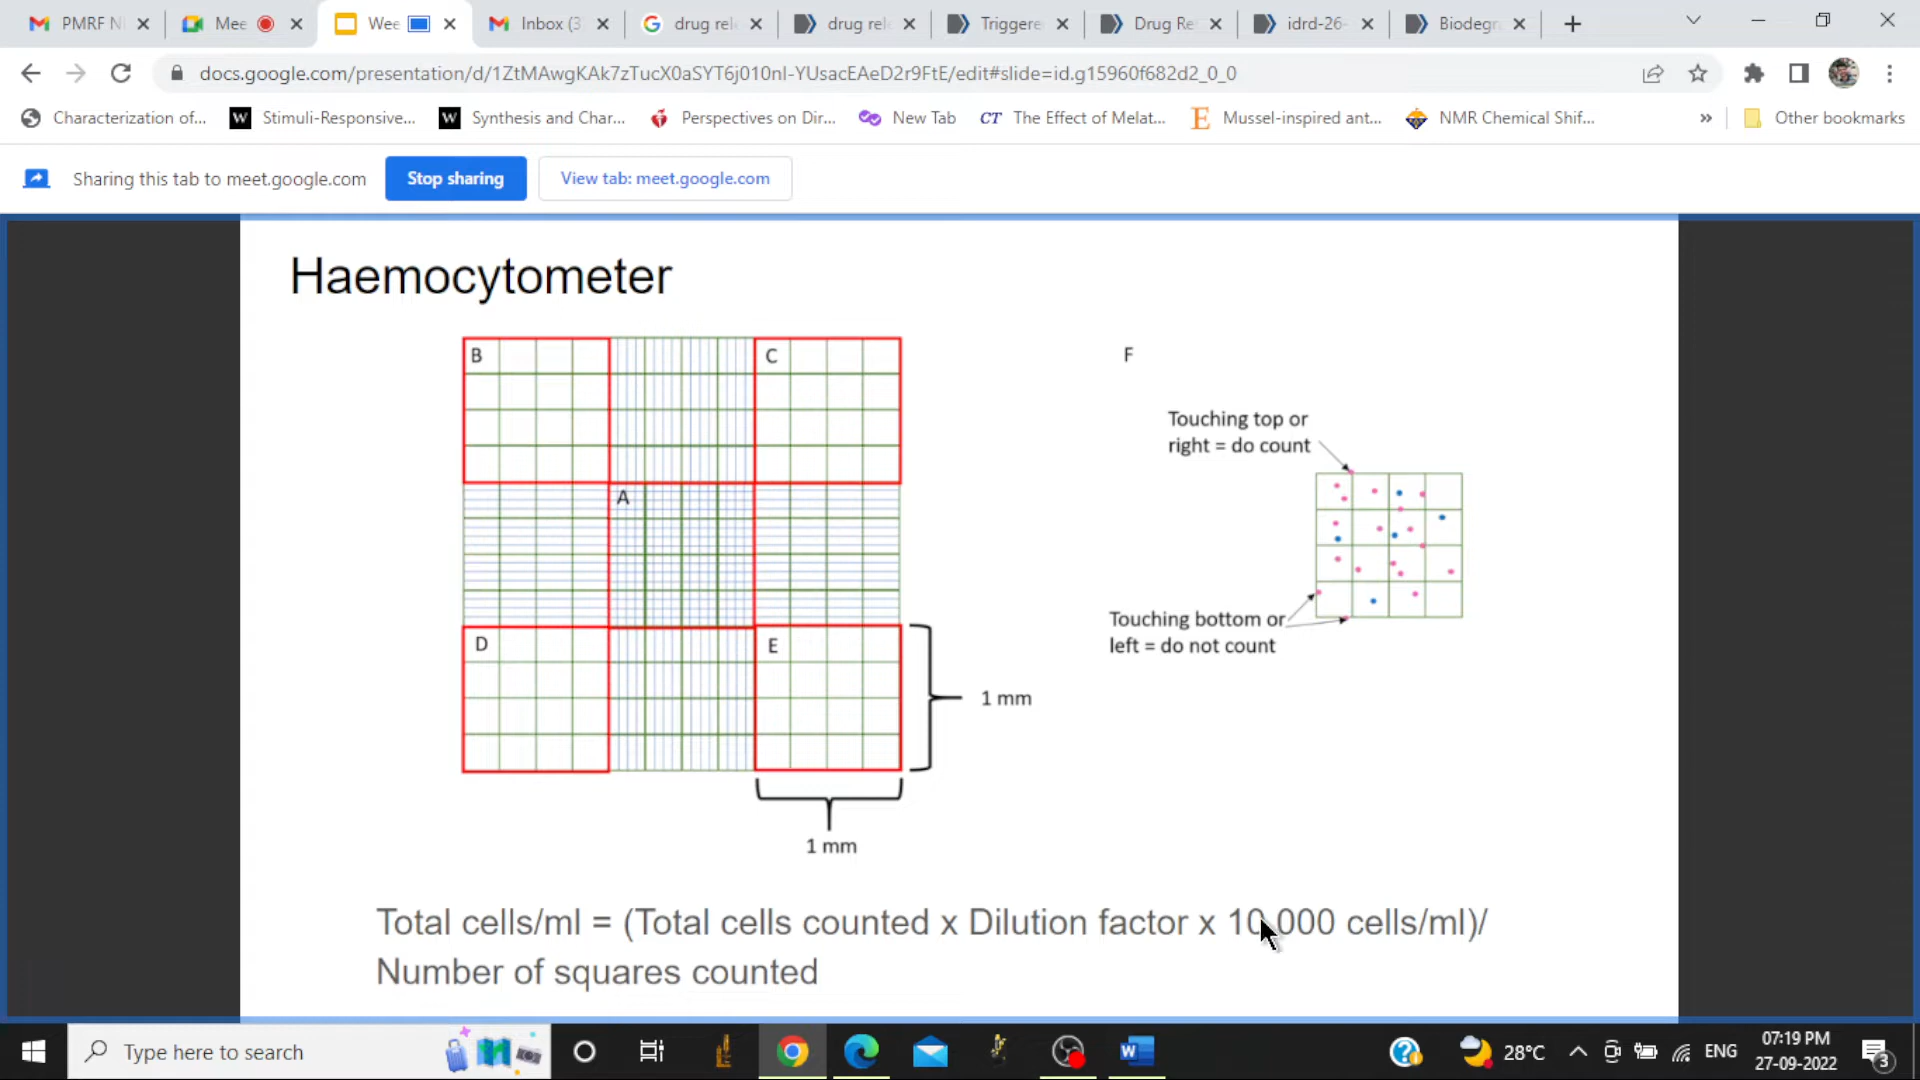 PMRF N
Mee
Wee
Inbox (3
drug rele
drug rele
Triggere
Drug Re
idrd-26-
Biodegr
docs.google.com/presentation/d/1ZtMAwgKAk7zTucX0aSYT6j010nI-YUsacEAeD2r9FtE/edit#slide=id.g15960f682d2_0_0
Characterization of...
W Stimuli-Responsive...
W Synthesis and Char...
Perspectives on Dir...
New Tab
CT The Effect of Melat...
E Mussel-inspired ant...
NMR Chemical Shif...
»
Other bookmarks
Sharing this tab to meet.google.com
Stop sharing
View tab: meet.google.com
Haemocytometer
B
C
F
Touching top or
right = do count
A
Touching bottom or
left = do not count
D
E
1 mm
1 mm
Total cells/ml = (Total cells counted x Dilution factor x 10,000 cells/ml)/
Number of squares counted
Type here to search
28°C
ENG
07:19 PM
27-09-2022
3